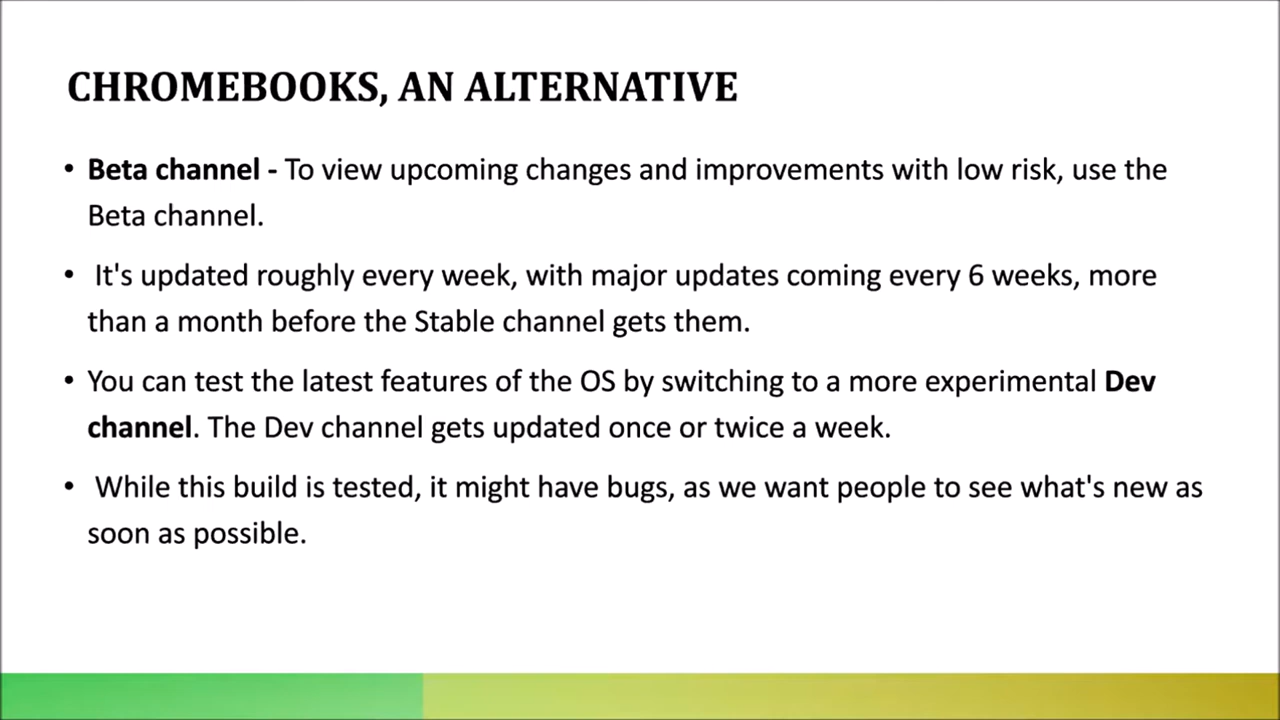 CHROMEBOOKS, AN ALTERNATIVE
• Beta channel - To view upcoming changes and improvements with low risk, use the
Beta channel.
• It's updated roughly every week, with major updates coming every 6 weeks, more
than a month before the Stable channel gets them.
• You can test the latest features of the OS by switching to a more experimental Dev
channel. The Dev channel gets updated once or twice a week.
• While this build is tested, it might have bugs, as we want people to see what's new as
soon as possible.